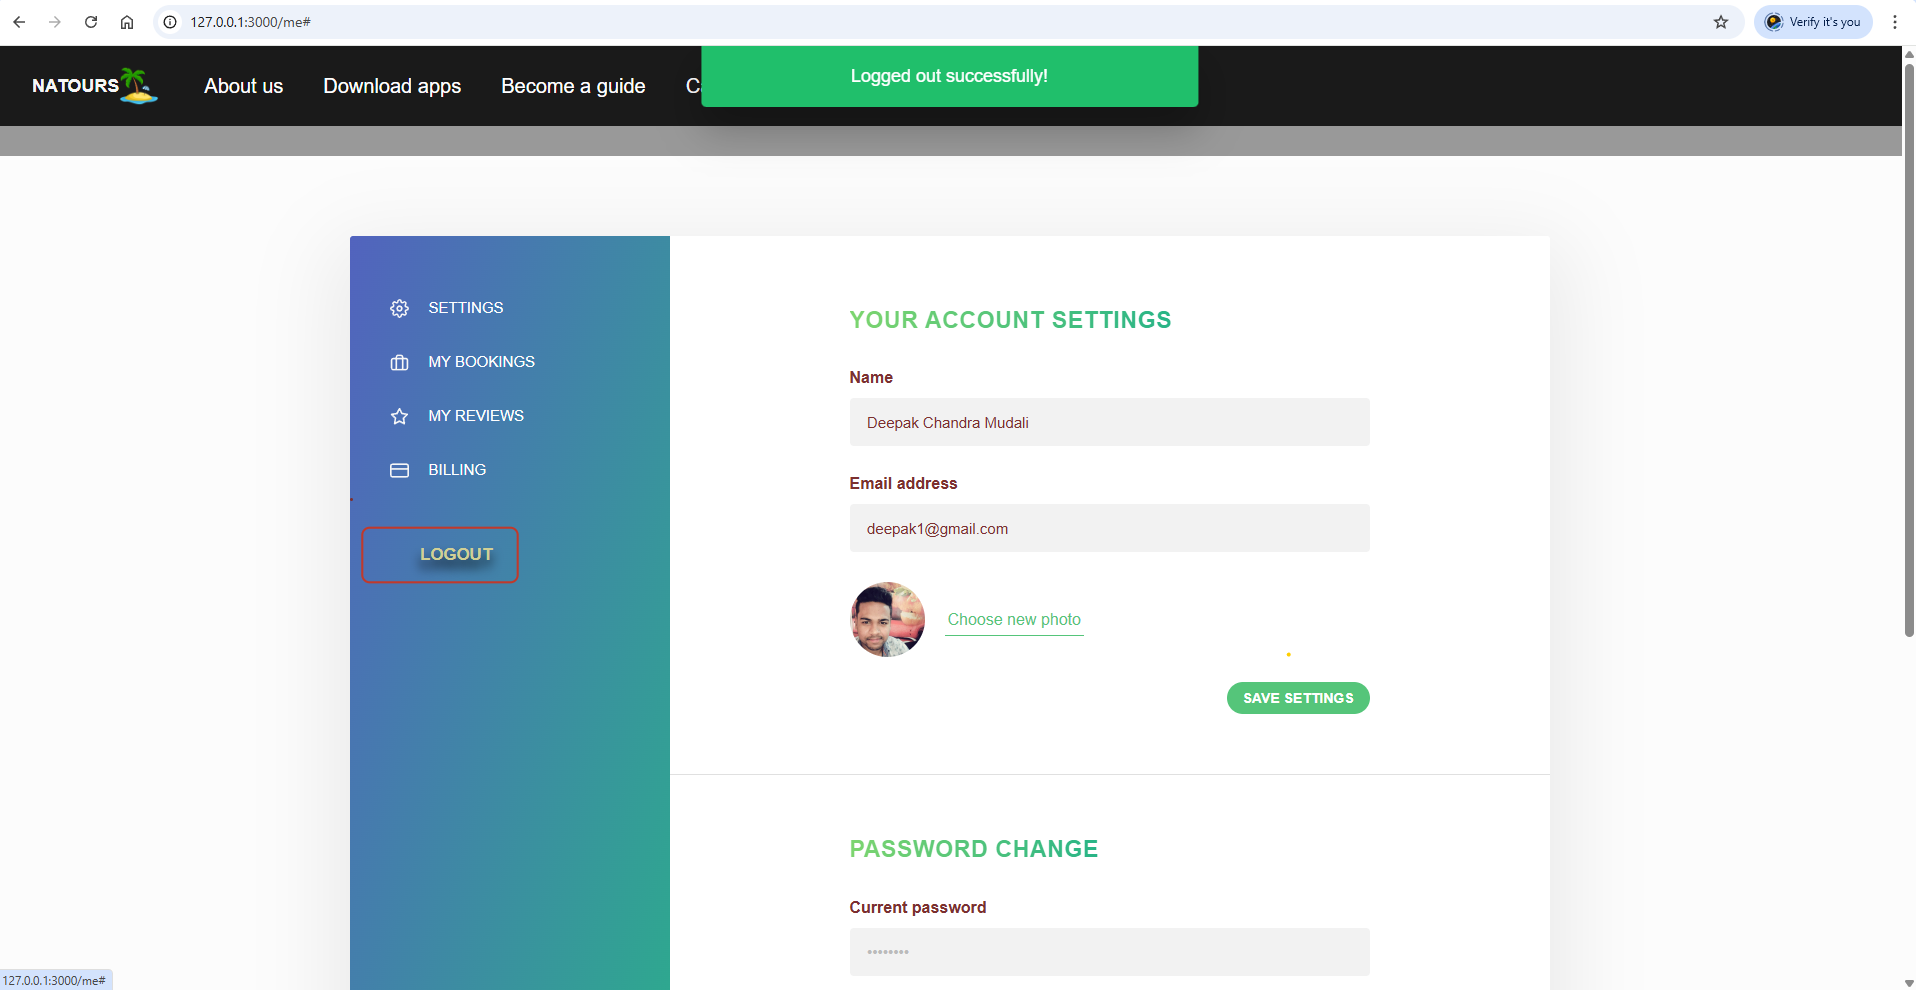 127.0.0.1:3000/me#
Verify it's you
NATOURS
About us
Download apps
Become a guide
Logged out successfully!
SETTINGS
MY BOOKINGS
MY REVIEWS
BILLING
LOGOUT
YOUR ACCOUNT SETTINGS
Name
Deepak Chandra Mudali
Email address
deepak1@gmail.com
Choose new photo
SAVE SETTINGS
PASSWORD CHANGE
Current password
••••••••
127.0.0.1:3000/me#